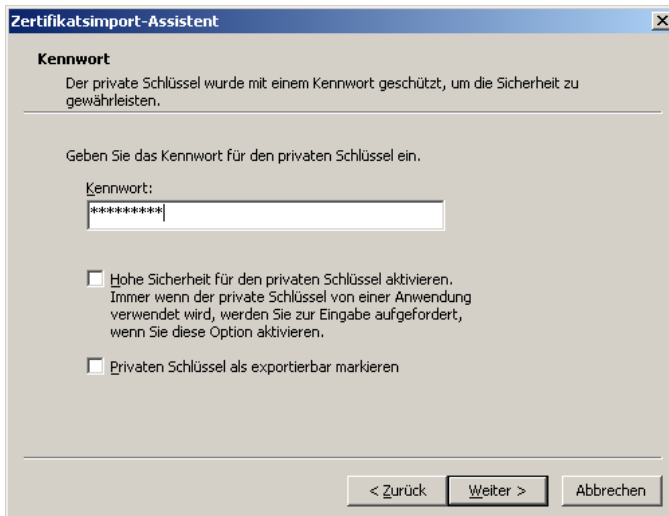 Zertifikatsimport-Assistent
Kennwort
Der private Schlüssel wurde mit einem Kennwort geschützt, um die Sicherheit zu
gewährleisten.
Geben Sie das Kennwort für den privaten Schlüssel ein.
Kennwort:
*********
Hohe Sicherheit für den privaten Schlüssel aktivieren.
Immer wenn der private Schlüssel von einer Anwendung
verwendet wird, werden Sie zur Eingabe aufgefordert,
wenn Sie diese Option aktivieren.
Privaten Schlüssel als exportierbar markieren
< Zurück Weiter > Abbrechen